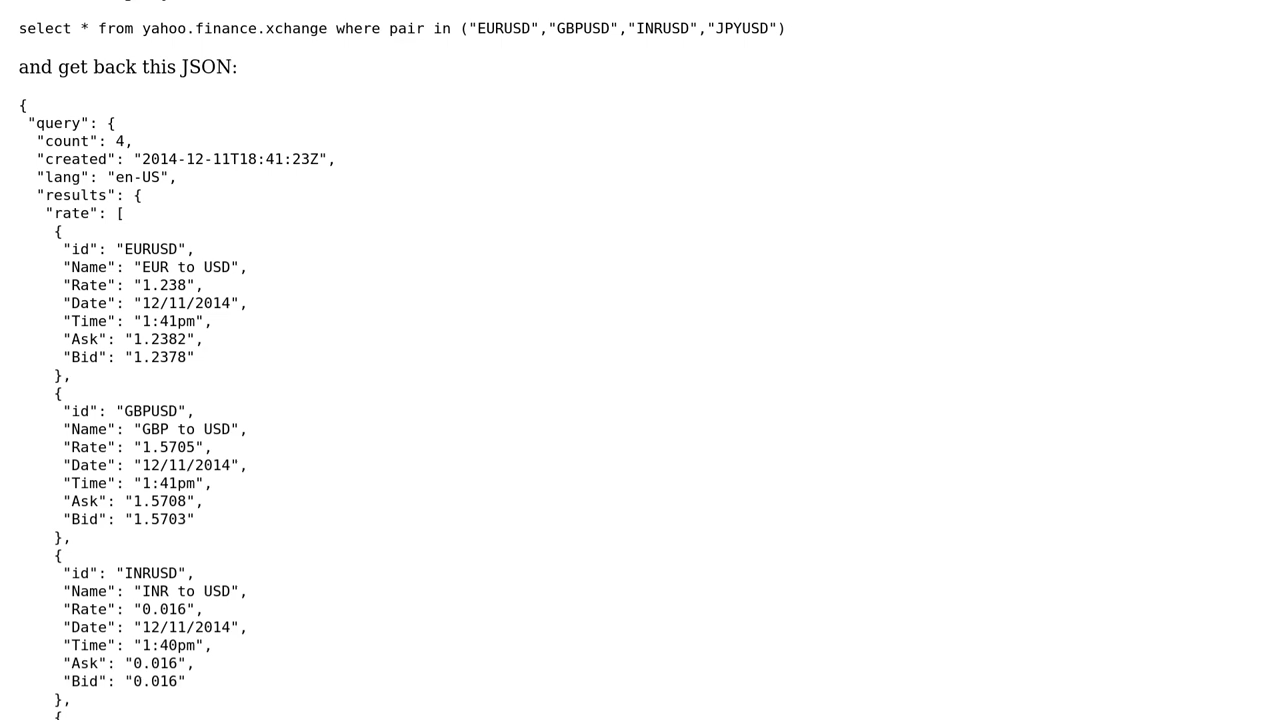 select * from yahoo.finance.xchange where pair in ("EURUSD","GBPUSD","INRUSD","JPYUSD")
and get back this JSON:
{
 "query": {
  "count": 4,
  "created": "2014-12-11T18:41:23Z",
  "lang": "en-US",
  "results": {
   "rate": [
    {
     "id": "EURUSD",
     "Name": "EUR to USD",
     "Rate": "1.238",
     "Date": "12/11/2014",
     "Time": "1:41pm",
     "Ask": "1.2382",
     "Bid": "1.2378"
    },
    {
     "id": "GBPUSD",
     "Name": "GBP to USD",
     "Rate": "1.5705",
     "Date": "12/11/2014",
     "Time": "1:41pm",
     "Ask": "1.5708",
     "Bid": "1.5703"
    },
    {
     "id": "INRUSD",
     "Name": "INR to USD",
     "Rate": "0.016",
     "Date": "12/11/2014",
     "Time": "1:40pm",
     "Ask": "0.016",
     "Bid": "0.016"
    },
    {